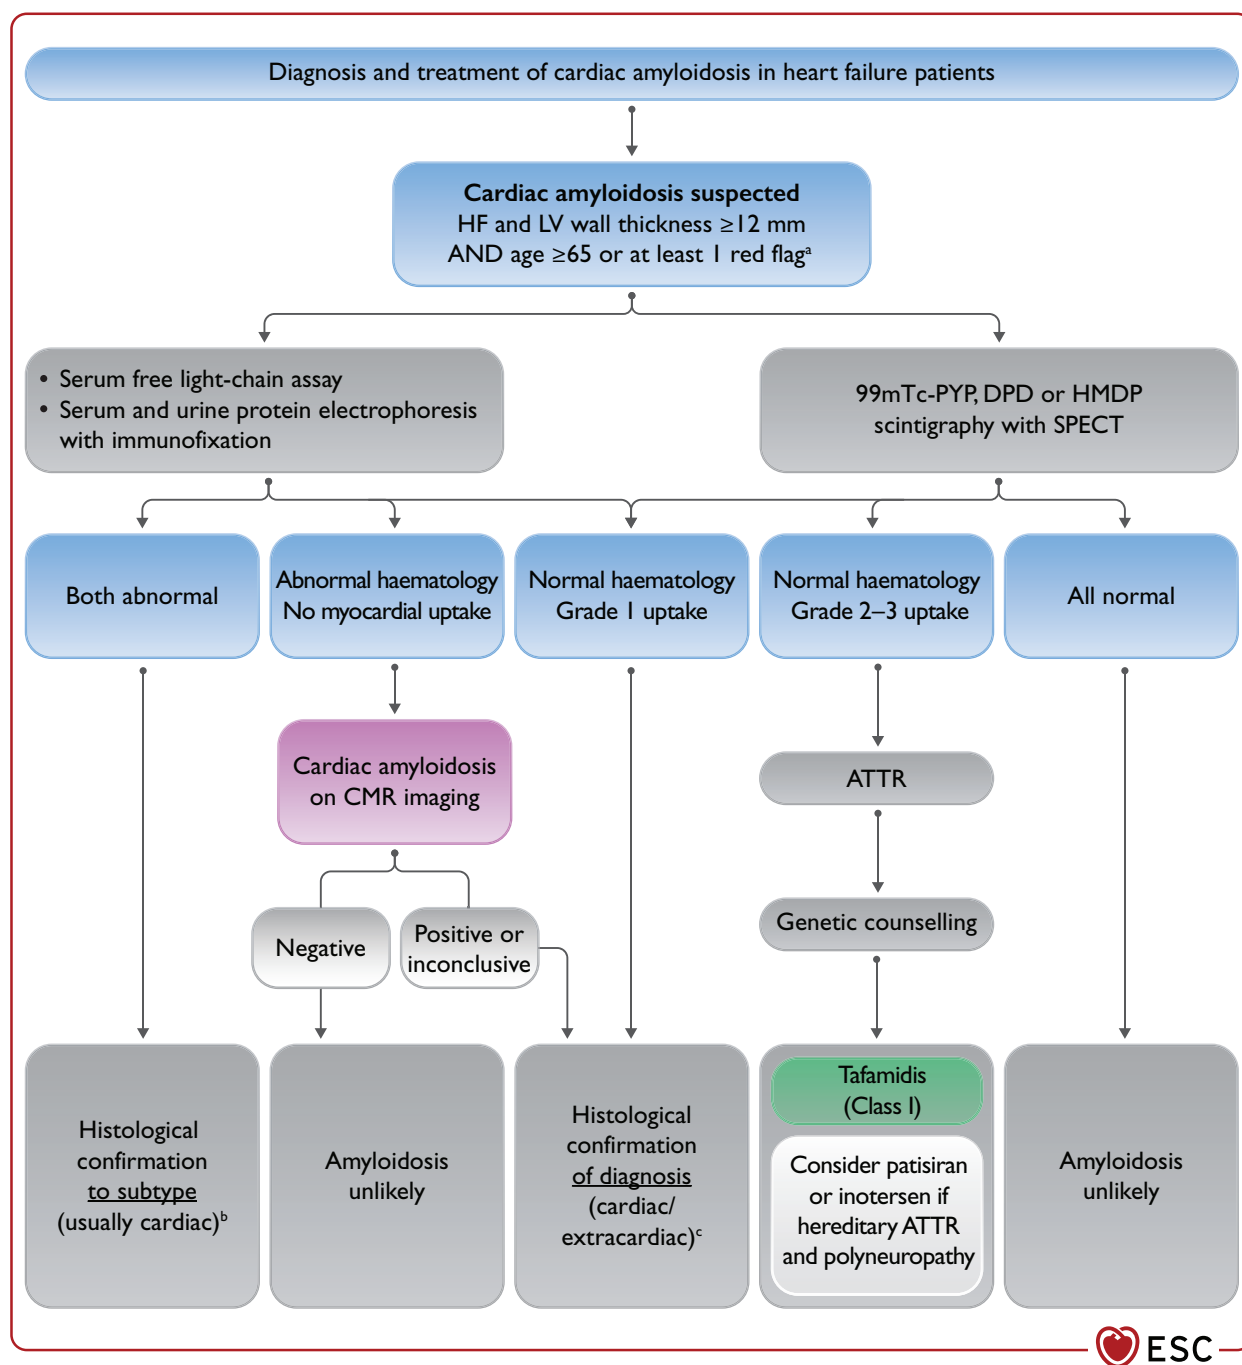 Diagnosis and treatment of cardiac amyloidosis in heart failure patients
Cardiac amyloidosis suspected
HF and LV wall thickness ≥12 mm
AND age ≥65 or at least 1 red flagᵃ
• Serum free light-chain assay
• Serum and urine protein electrophoresis
with immunofixation
99mTc-PYP, DPD or HMDP
scintigraphy with SPECT
Both abnormal
Abnormal haematology
No myocardial uptake
Normal haematology
Grade 1 uptake
Normal haematology
Grade 2–3 uptake
All normal
Cardiac amyloidosis
on CMR imaging
ATTR
Negative
Positive or
inconclusive
Genetic counselling
Histological
confirmation
to subtype
(usually cardiac)ᵇ
Amyloidosis
unlikely
Histological
confirmation
of diagnosis
(cardiac/
extracardiac)ᶜ
Tafamidis
(Class I)
Consider patisiran
or inotersen if
hereditary ATTR
and polyneuropathy
Amyloidosis
unlikely
ESC